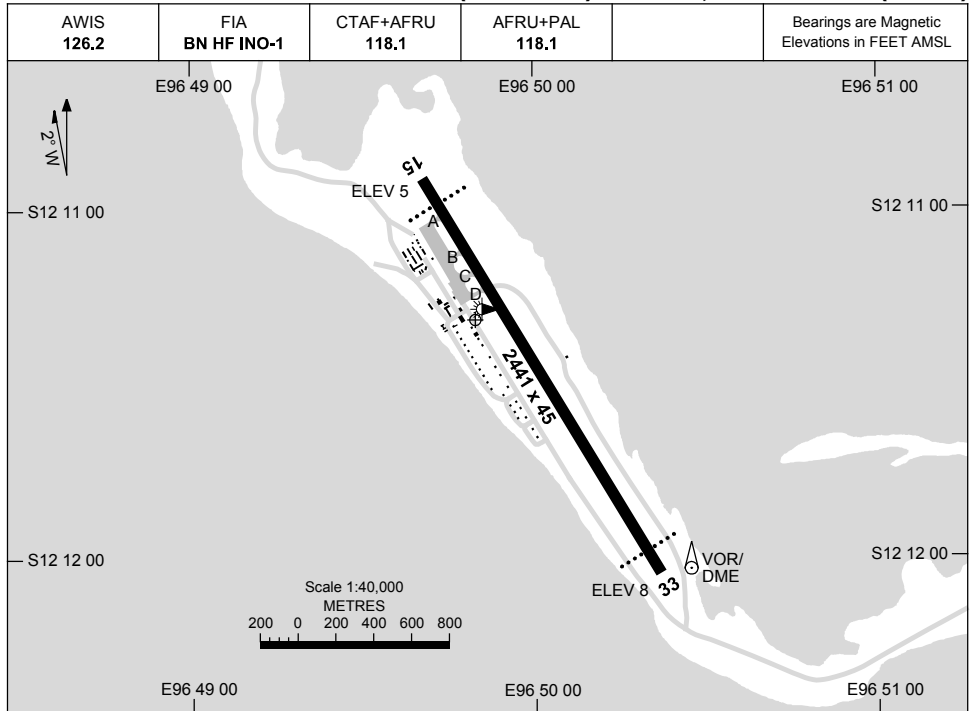 AWIS
126.2
FIA
BN HF INO-1
CTAF+AFRU
118.1
AFRU+PAL
118.1
Bearings are Magnetic
Elevations in FEET AMSL
E96 49 00
E96 50 00
E96 51 00
2° W
15
ELEV 5
S12 11 00
S12 11 00
A
B
C
D
2441 x 45
S12 12 00
S12 12 00
VOR/
DME
ELEV 8
33
Scale 1:40,000
METRES
200 0 200 400 600 800
E96 49 00
E96 50 00
E96 51 00